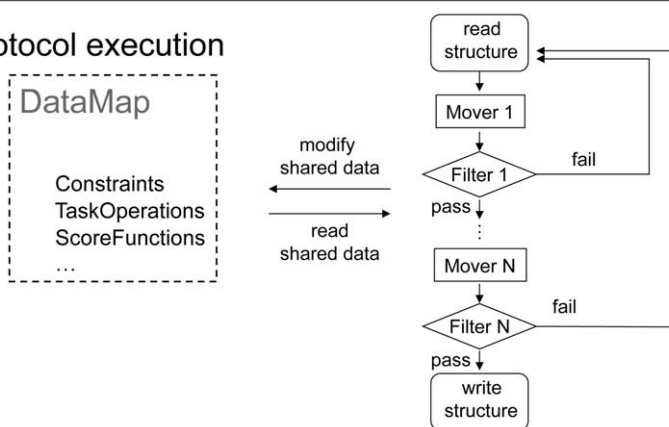 otocol execution
DataMap
Constraints
TaskOperations
ScoreFunctions
...
modify
shared data
read
shared data
read
structure
Mover 1
Filter 1
fail
pass
Mover N
Filter N
fail
pass
write
structure